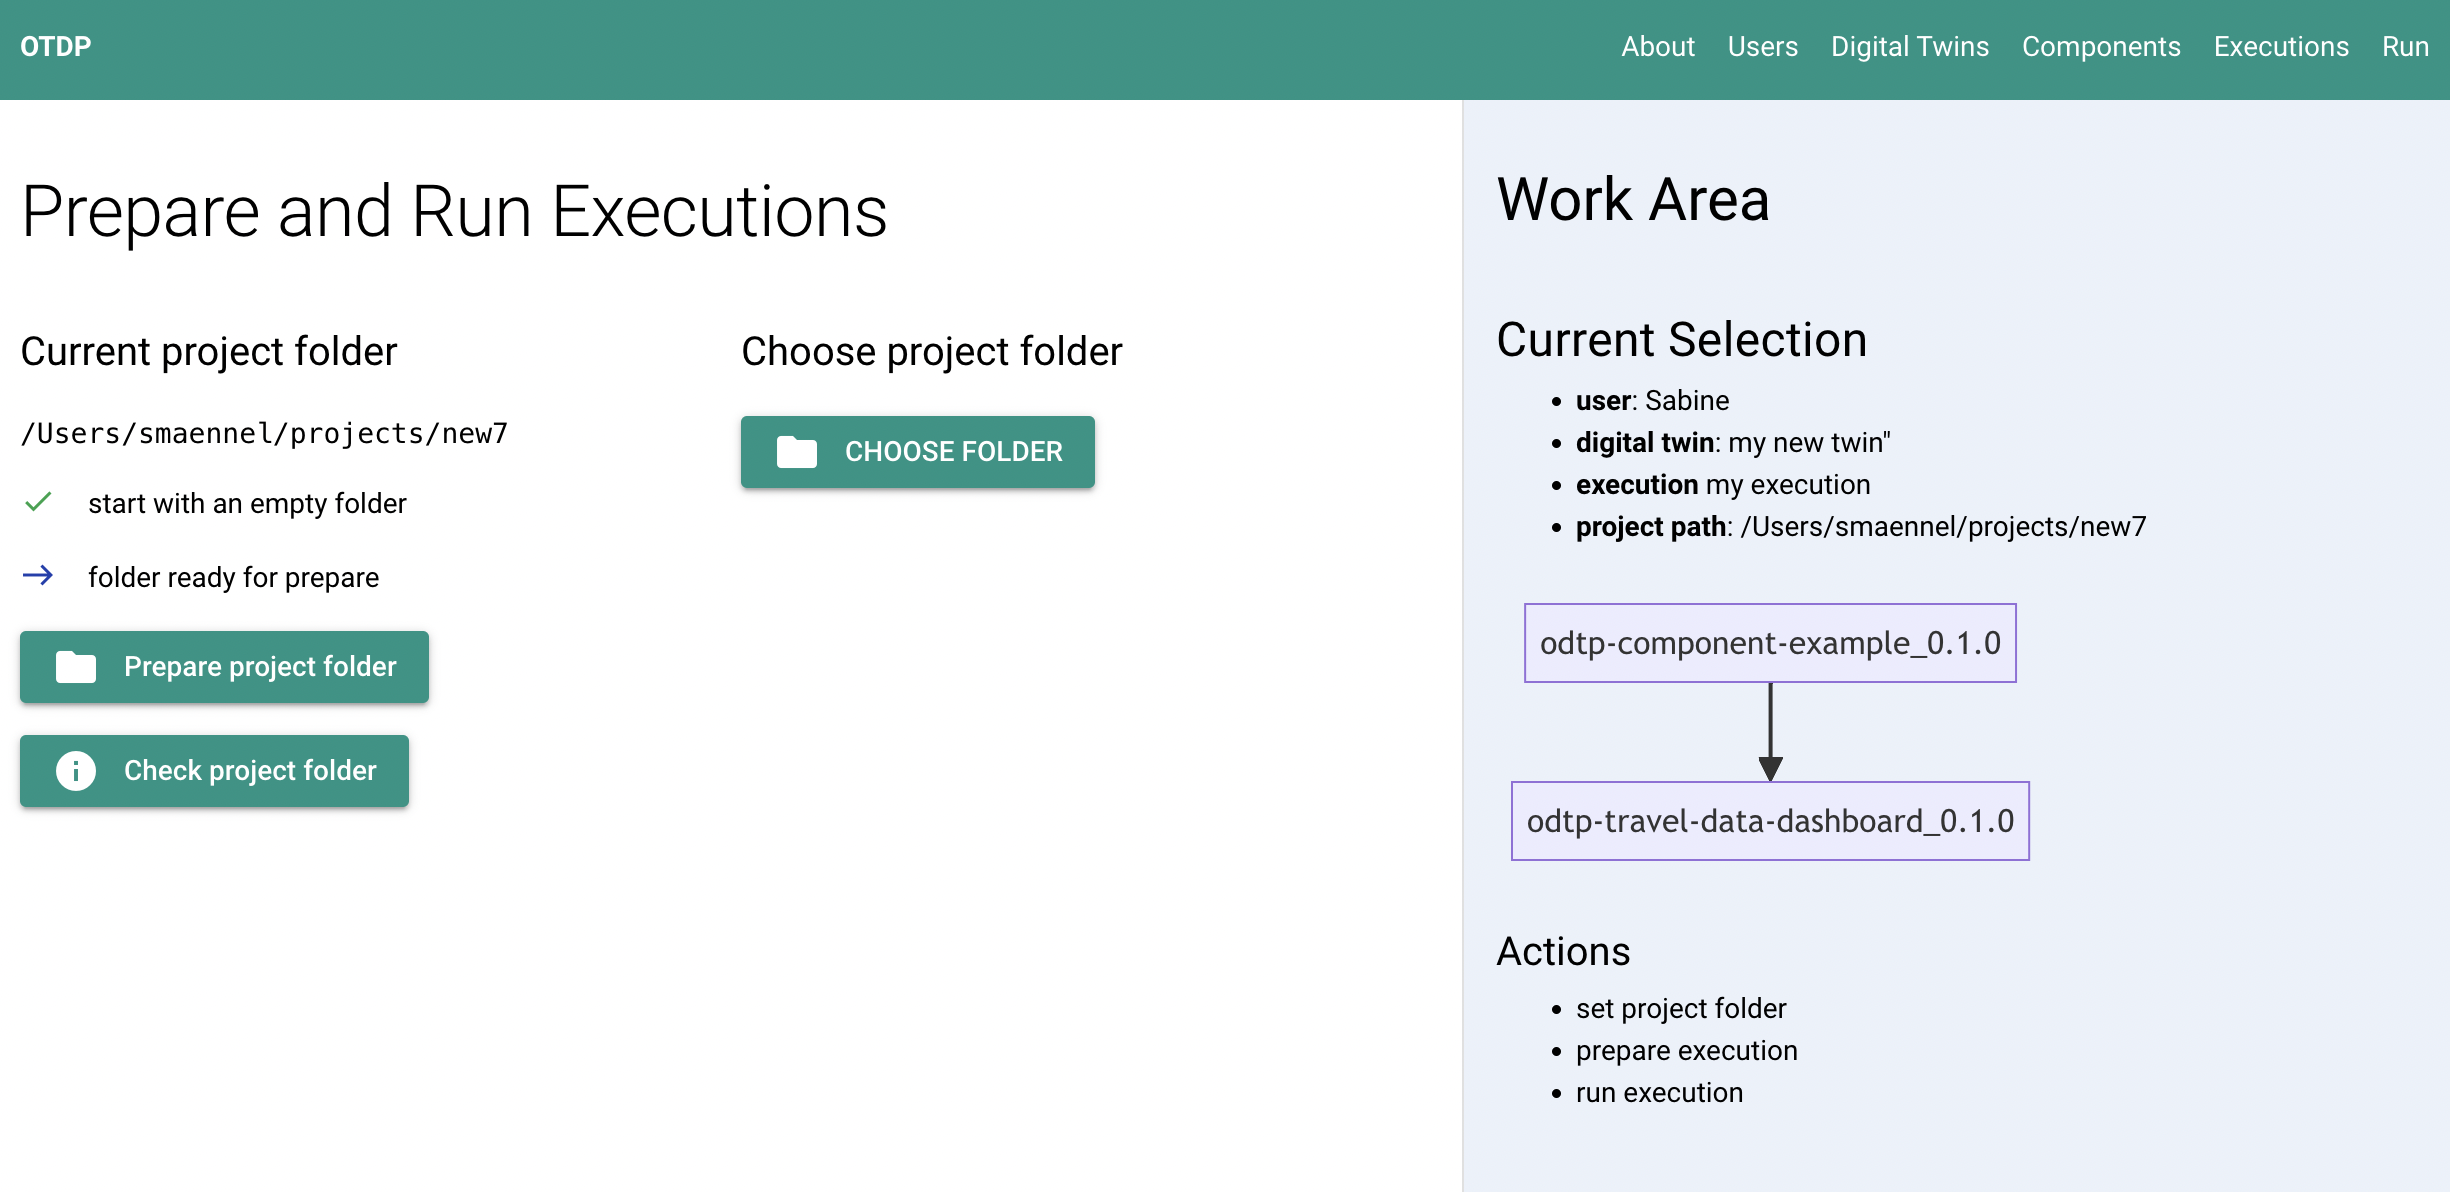 OTDP
About Users Digital Twins Components Executions Run
Prepare and Run Executions
Current project folder
/Users/smaennel/projects/new7
start with an empty folder
folder ready for prepare
Prepare project folder
Check project folder
Choose project folder
CHOOSE FOLDER
Work Area
Current Selection
user: Sabine
digital twin: my new twin"
execution my execution
project path: /Users/smaennel/projects/new7
odtp-component-example_0.1.0
odtp-travel-data-dashboard_0.1.0
Actions
set project folder
prepare execution
run execution